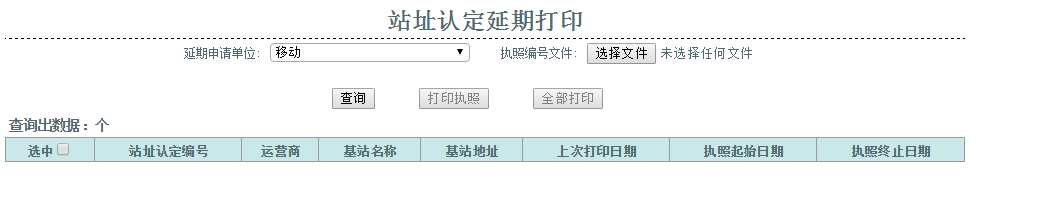 站址认定延期打印
延期申请单位： 移动 执照编号文件： 选择文件 未选择任何文件
查询 打印执照 全部打印
查询出数据：个
选中 站址认定编号 运营商 基站名称 基站地址 上次打印日期 执照起始日期 执照终止日期